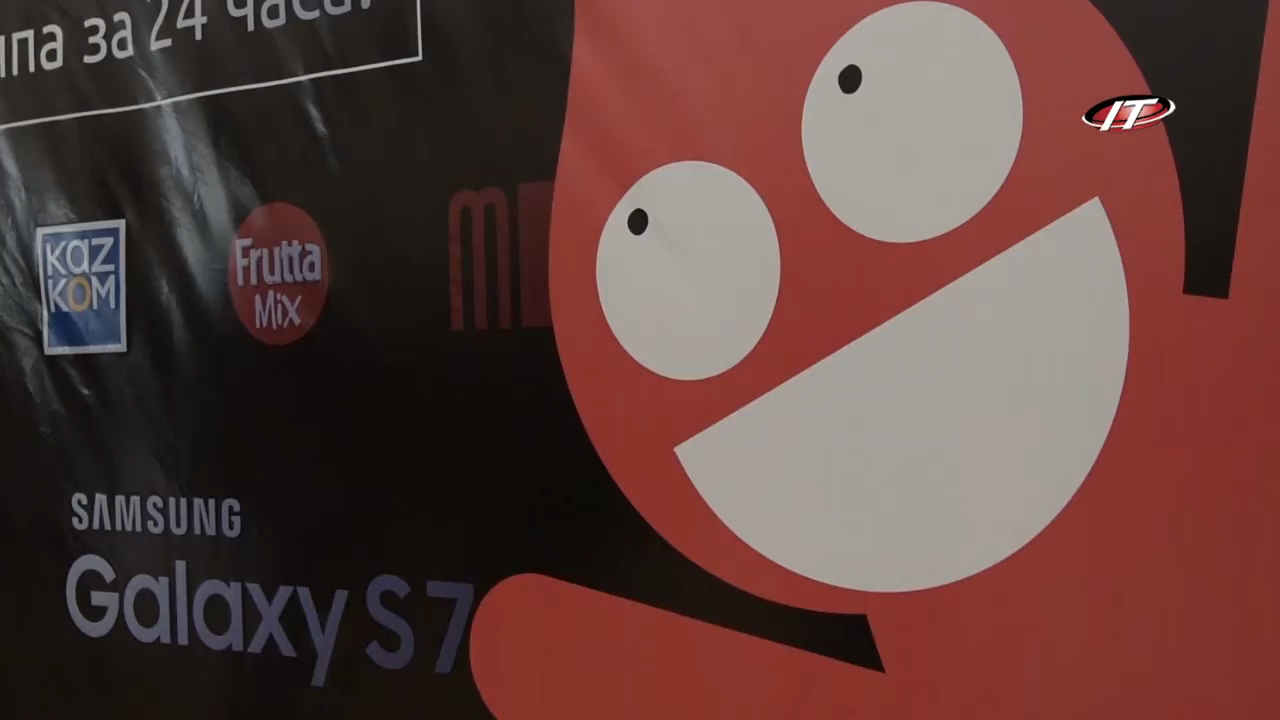 за 24 часа.
IT
KAZ
KOM
Frutta
Mix
SAMSUNG
Galaxy S7